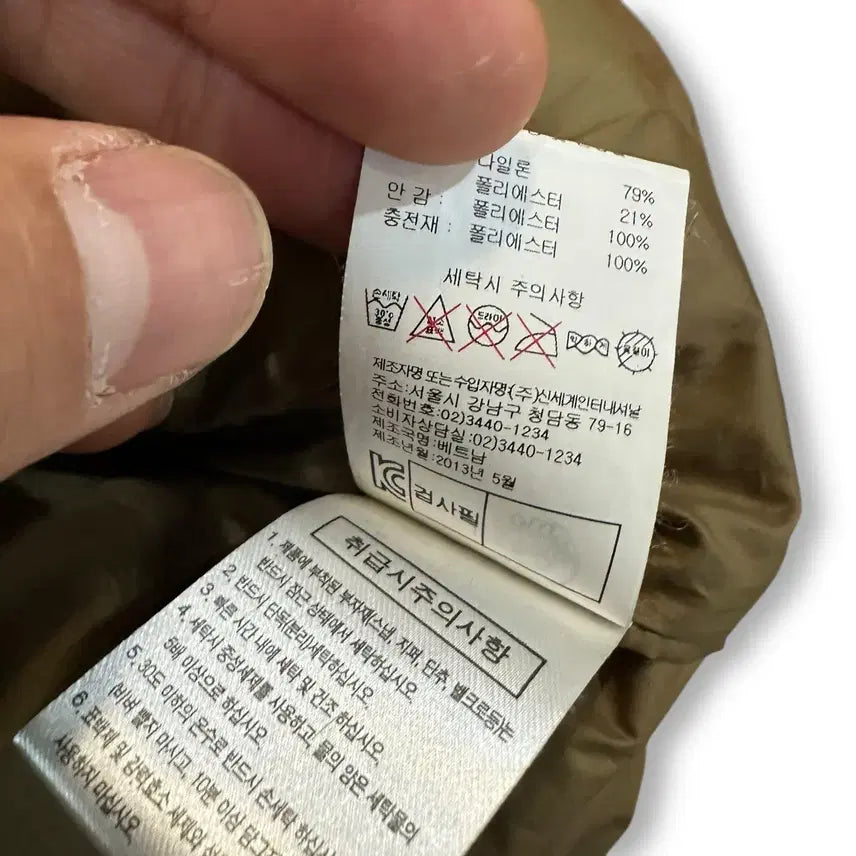 나일론 79%
폴리에스터 21%
안 감 : 폴리에스터 100%
충전재 : 폴리에스터 100%
세탁시 주의사항
손세탁 30℃ 중성
염소 표백
드라이
약하게
옷걸이
제조자명 또는수입자명:(주)신세계인터내셔날
주소:서울시 강남구 청담동 79-16
전화번호:02)3440-1234
소비자상담실:02)3440-1234
제조국명:베트남
제조년월:2013년 5월
KC 검사필
취급시주의사항
1. 제품에 부착된 부자재(스냅, 지퍼, 단추, 벨크로등)는
반드시 잠근 상태에서 세탁하십시오.
2. 반드시 단독(분리)세탁하십시오.
3. 빠른 시간 내에 세탁 및 건조 하십시오.
4. 세탁시 중성세제를 사용하고, 물의 양은 세탁물의
5배 이상으로 하십시오.
5. 30도 이하의 온수로 반드시 손세탁 하십시
(비벼 빨지 마시고, 10분 이상 담그
6. 표백제 및 강력효소 세제의
사용하지 마십시오.